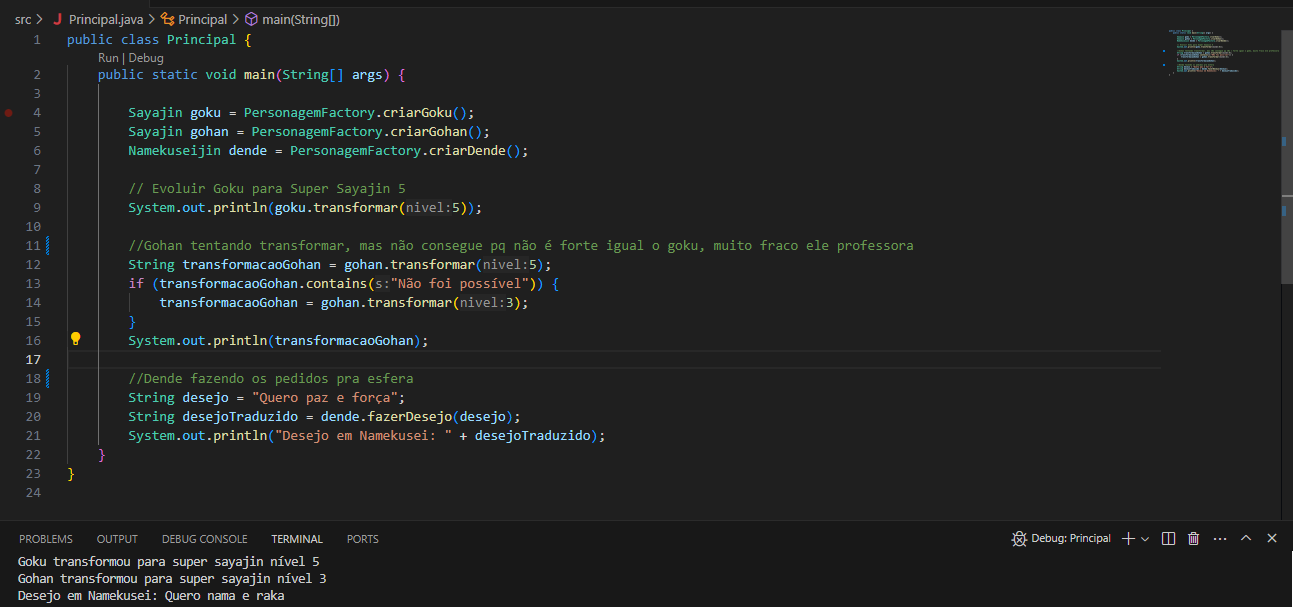 src > Principal.java > Principal > main(String[])
1 public class Principal {
Run | Debug
2 public static void main(String[] args) {
3
4 Sayajin goku = PersonagemFactory.criarGoku();
5 Sayajin gohan = PersonagemFactory.criarGohan();
6 Namekuseijin dende = PersonagemFactory.criarDende();
7
8 // Evoluir Goku para Super Sayajin 5
9 System.out.println(goku.transformar(nivel:5));
10
11 //Gohan tentando transformar, mas não consegue pq não é forte igual o goku, muito fraco ele professora
12 String transformacaoGohan = gohan.transformar(nivel:5);
13 if (transformacaoGohan.contains(s:"Não foi possível")) {
14 transformacaoGohan = gohan.transformar(nivel:3);
15 }
16 System.out.println(transformacaoGohan);
17
18 //Dende fazendo os pedidos pra esfera
19 String desejo = "Quero paz e força";
20 String desejoTraduzido = dende.fazerDesejo(desejo);
21 System.out.println("Desejo em Namekusei: " + desejoTraduzido);
22 }
23 }
24
PROBLEMS OUTPUT DEBUG CONSOLE TERMINAL PORTS Debug: Principal
Goku transformou para super sayajin nível 5
Gohan transformou para super sayajin nível 3
Desejo em Namekusei: Quero nama e raka